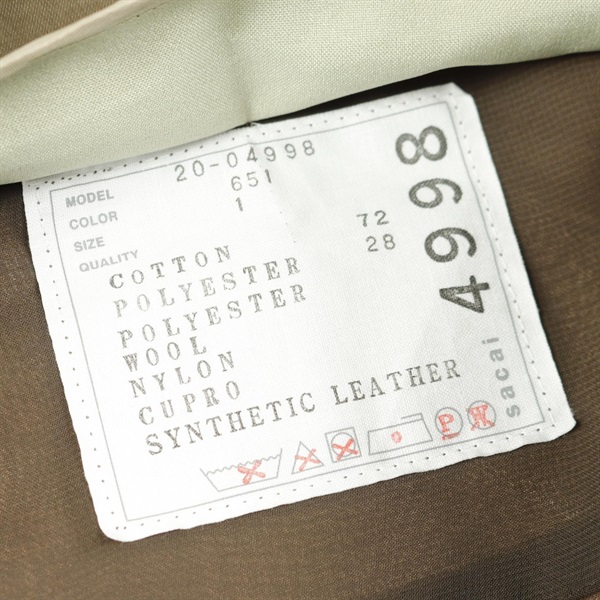 MODEL 20-04998
COLOR 651
SIZE 1
QUALITY
COTTON 72
POLYESTER 28
POLYESTER
WOOL
NYLON
CUPRO
SYNTHETIC LEATHER
4998
sacai
P W